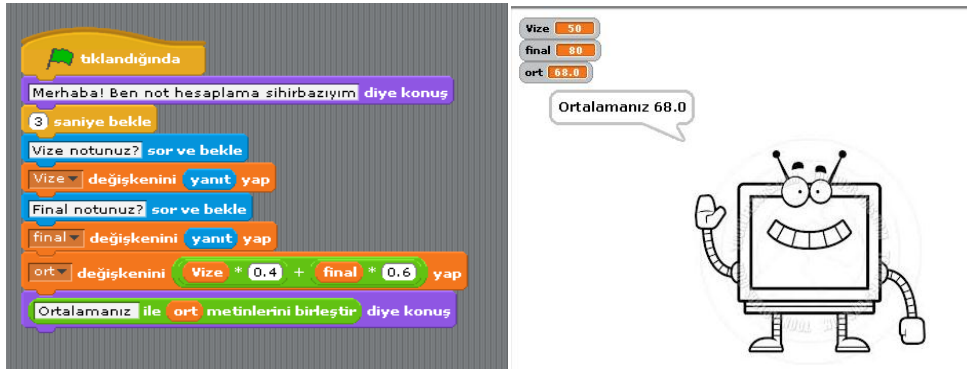 tıklandığında
Merhaba! Ben not hesaplama sihirbazıyım diye konuş
3 saniye bekle
Vize notunuz? sor ve bekle
Vize değişkenini yanıt yap
Final notunuz? sor ve bekle
final değişkenini yanıt yap
ort değişkenini Vize * 0.4 + final * 0.6 yap
Ortalamanız ile ort metinlerini birleştir diye konuş
Vize 50
final 80
ort 68.0
Ortalamanız 68.0